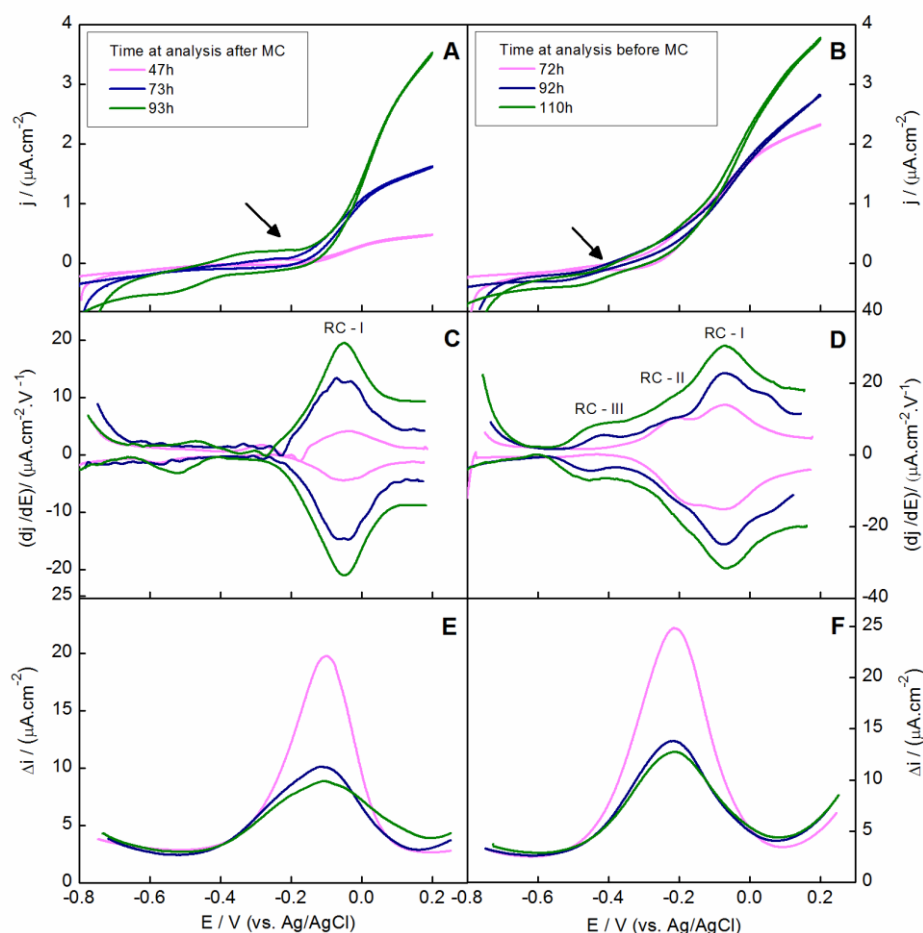 4
3
2
1
0
j / (µA.cm⁻²)
Time at analysis after MC
47h
73h
93h
A
Time at analysis before MC
72h
92h
110h
B
4
3
2
1
0
j / (µA.cm⁻²)
20
10
0
-10
-20
(dj /dE)/ (µA.cm⁻².V⁻¹)
RC - I
C
RC - III
RC - II
RC - I
D
40
20
0
-20
-40
(dj /dE)/ (µA.cm⁻².V⁻¹)
25
20
15
10
5
0
Δi / (µA.cm⁻²)
E
F
25
20
15
10
5
0
Δi / (µA.cm⁻²)
-0.8 -0.6 -0.4 -0.2 0.0 0.2
-0.8 -0.6 -0.4 -0.2 0.0 0.2
E / V (vs. Ag/AgCl)
E / V (vs. Ag/AgCl)